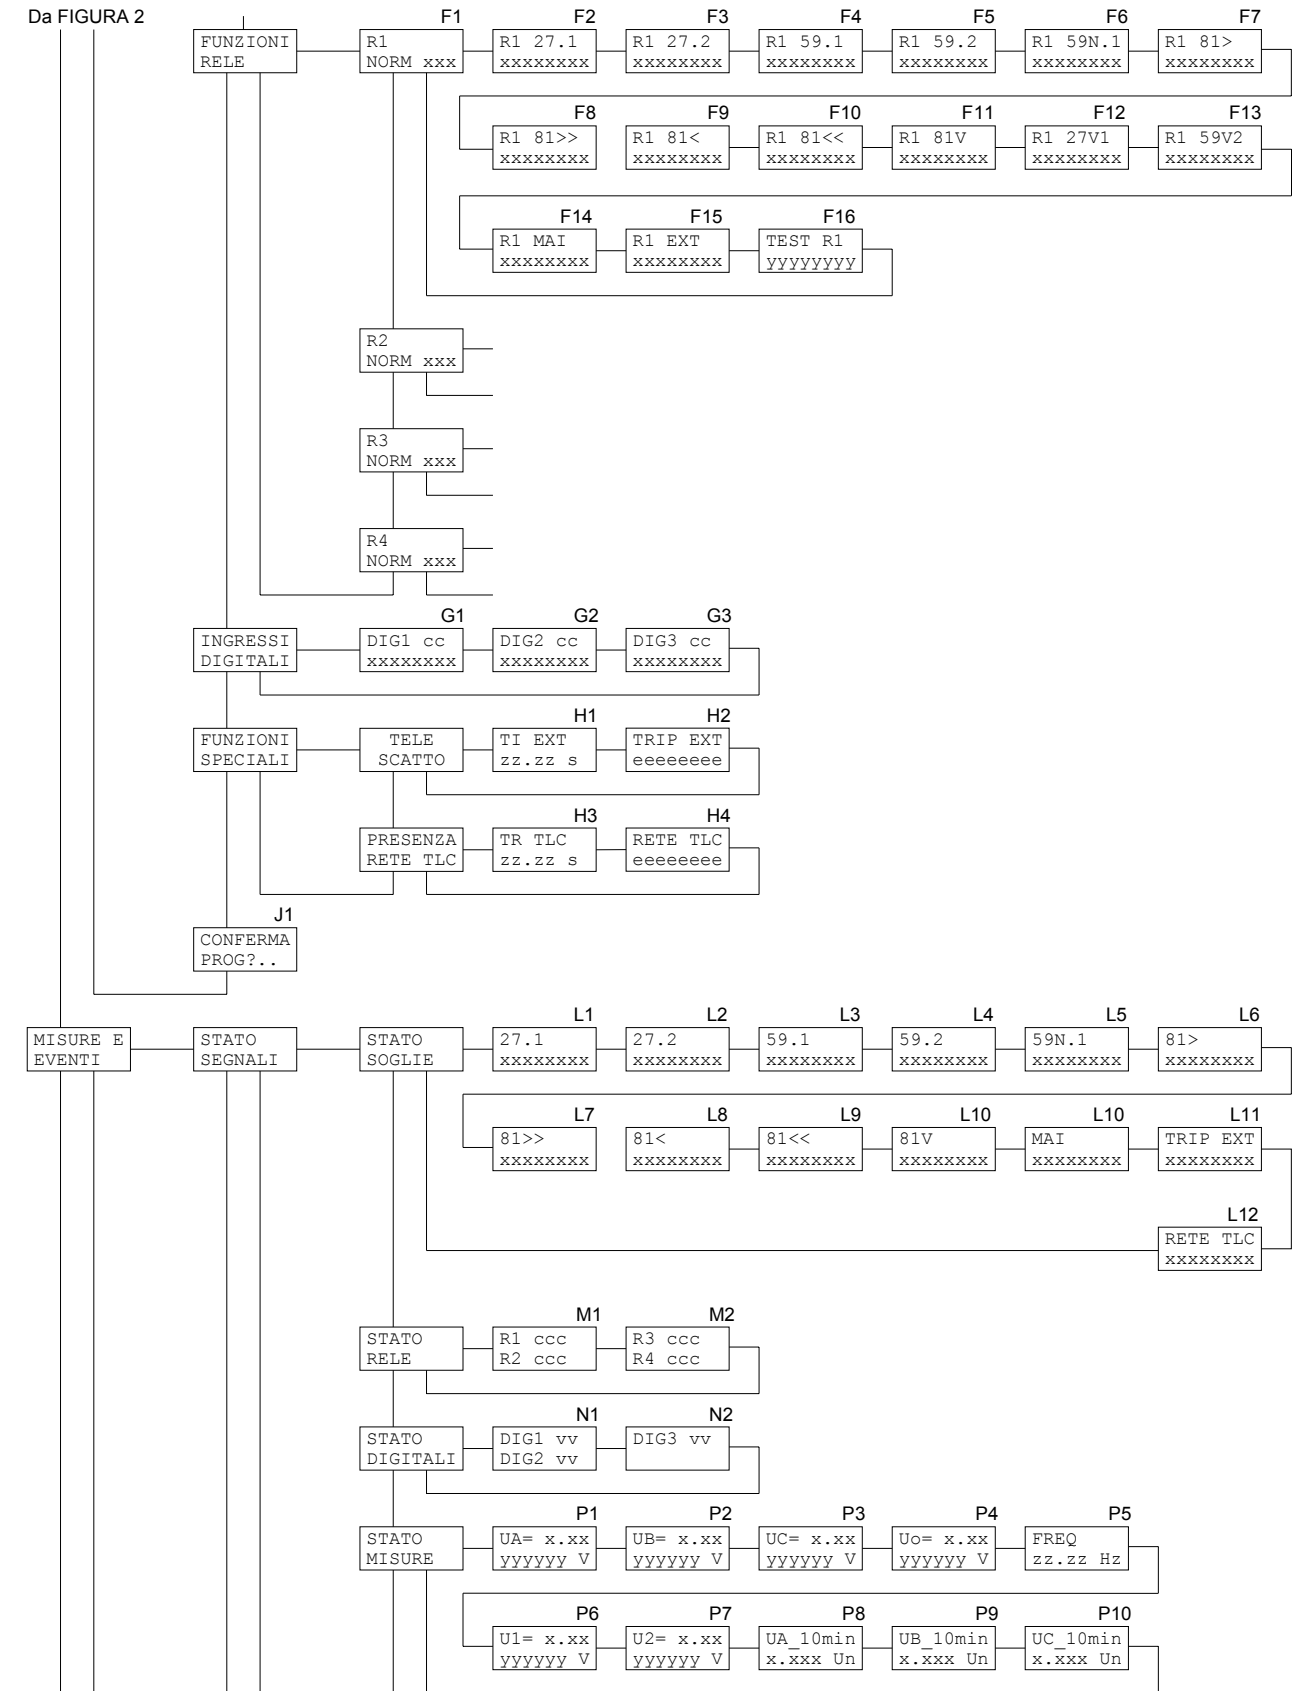 Da FIGURA 2
F1 F2 F3 F4 F5 F6 F7
FUNZIONI R1 R1 27.1 R1 27.2 R1 59.1 R1 59.2 R1 59N.1 R1 81>
RELE NORM xxx xxxxxxxx xxxxxxxx xxxxxxxx xxxxxxxx xxxxxxxx xxxxxxxx
F8 F9 F10 F11 F12 F13
R1 81>> R1 81< R1 81<< R1 81V R1 27V1 R1 59V2
xxxxxxxx xxxxxxxx xxxxxxxx xxxxxxxx xxxxxxxx xxxxxxxx
F14 F15 F16
R1 MAI R1 EXT TEST R1
xxxxxxxx xxxxxxxx yyyyyyyy
R2
NORM xxx
R3
NORM xxx
R4
NORM xxx
G1 G2 G3
INGRESSI DIG1 cc DIG2 cc DIG3 cc
DIGITALI xxxxxxxx xxxxxxxx xxxxxxxx
H1 H2
FUNZIONI TELE TI EXT TRIP EXT
SPECIALI SCATTO zz.zz s eeeeeeee
H3 H4
PRESENZA TR TLC RETE TLC
RETE TLC zz.zz s eeeeeeee
J1
CONFERMA
PROG?..
L1 L2 L3 L4 L5 L6
MISURE E STATO STATO 27.1 27.2 59.1 59.2 59N.1 81>
EVENTI SEGNALI SOGLIE xxxxxxxx xxxxxxxx xxxxxxxx xxxxxxxx xxxxxxxx xxxxxxxx
L7 L8 L9 L10 L10 L11
81>> 81< 81<< 81V MAI TRIP EXT
xxxxxxxx xxxxxxxx xxxxxxxx xxxxxxxx xxxxxxxx xxxxxxxx
L12
RETE TLC
xxxxxxxx
M1 M2
STATO R1 ccc R3 ccc
RELE R2 ccc R4 ccc
N1 N2
STATO DIG1 vv DIG3 vv
DIGITALI DIG2 vv
P1 P2 P3 P4 P5
STATO UA= x.xx UB= x.xx UC= x.xx Uo= x.xx FREQ
MISURE yyyyyy V yyyyyy V yyyyyy V yyyyyy V zz.zz Hz
P6 P7 P8 P9 P10
U1= x.xx U2= x.xx UA_10min UB_10min UC_10min
yyyyyy V yyyyyy V x.xxx Un x.xxx Un x.xxx Un